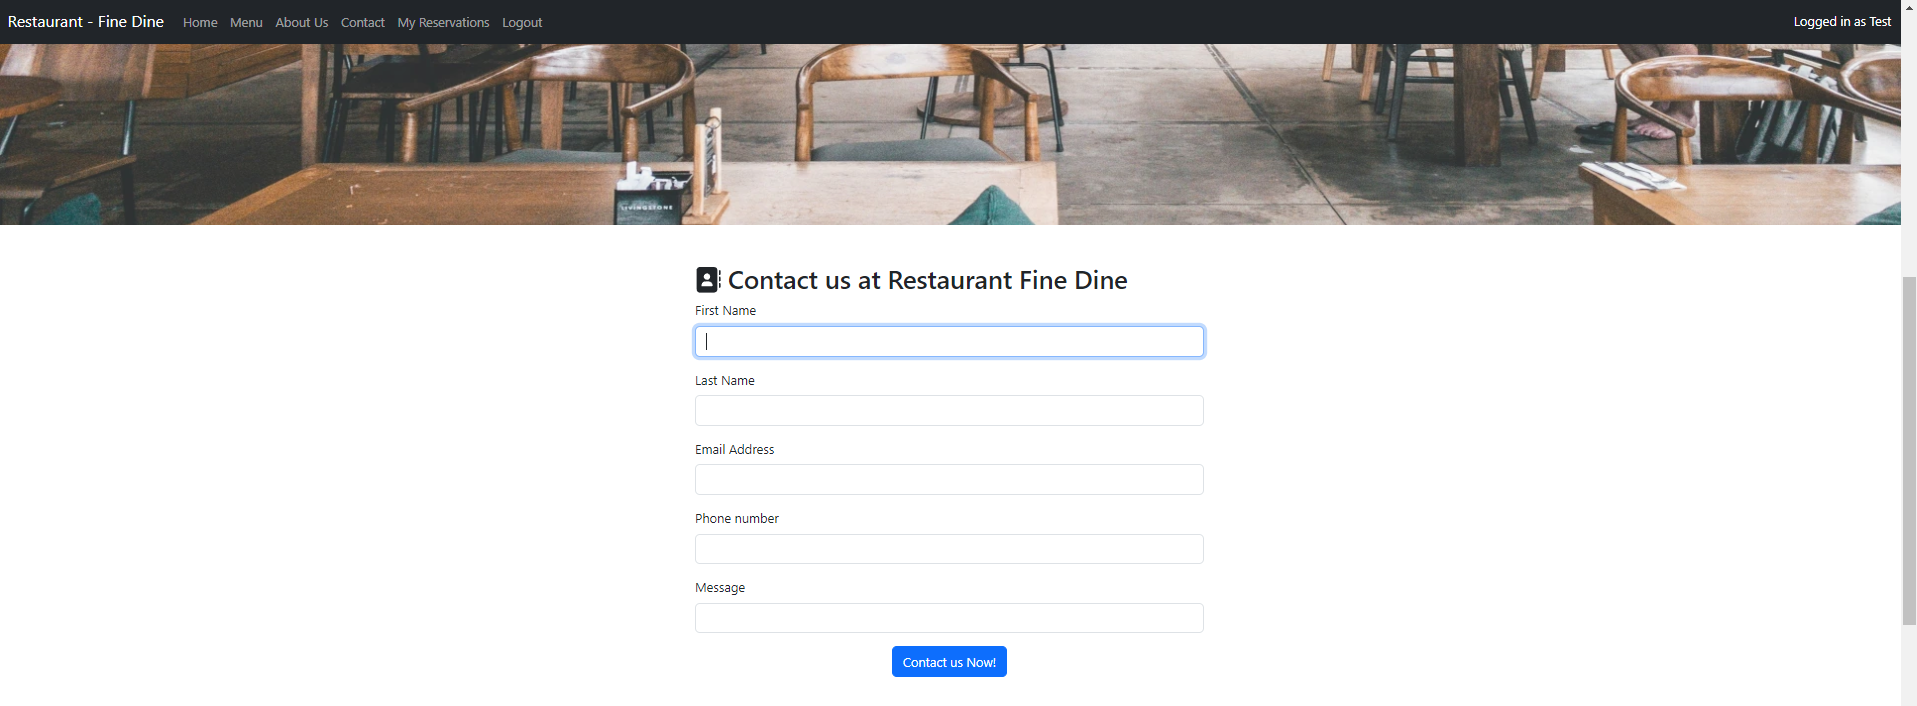 Restaurant - Fine Dine Home Menu About Us Contact My Reservations Logout Logged in as Test
LIVINGSTONE
Contact us at Restaurant Fine Dine
First Name
Last Name
Email Address
Phone number
Message
Contact us Now!